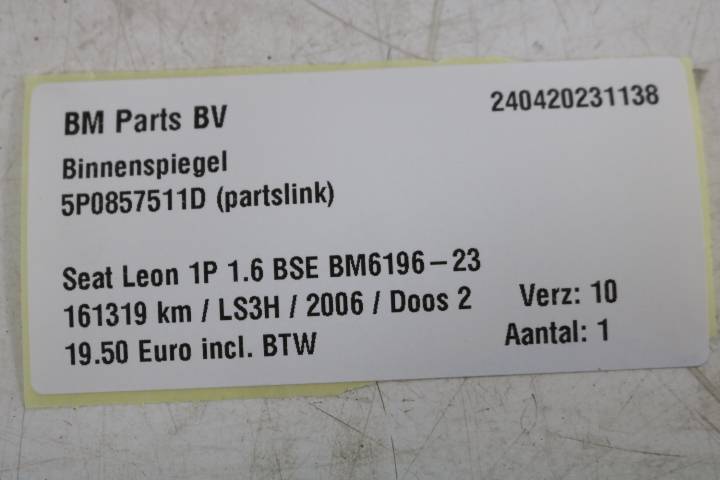 BM Parts BV 240420231138
Binnenspiegel
5P0857511D (partslink)
Seat Leon 1P 1.6 BSE BM6196-23
161319 km / LS3H / 2006 / Doos 2 Verz: 10
19.50 Euro incl. BTW Aantal: 1